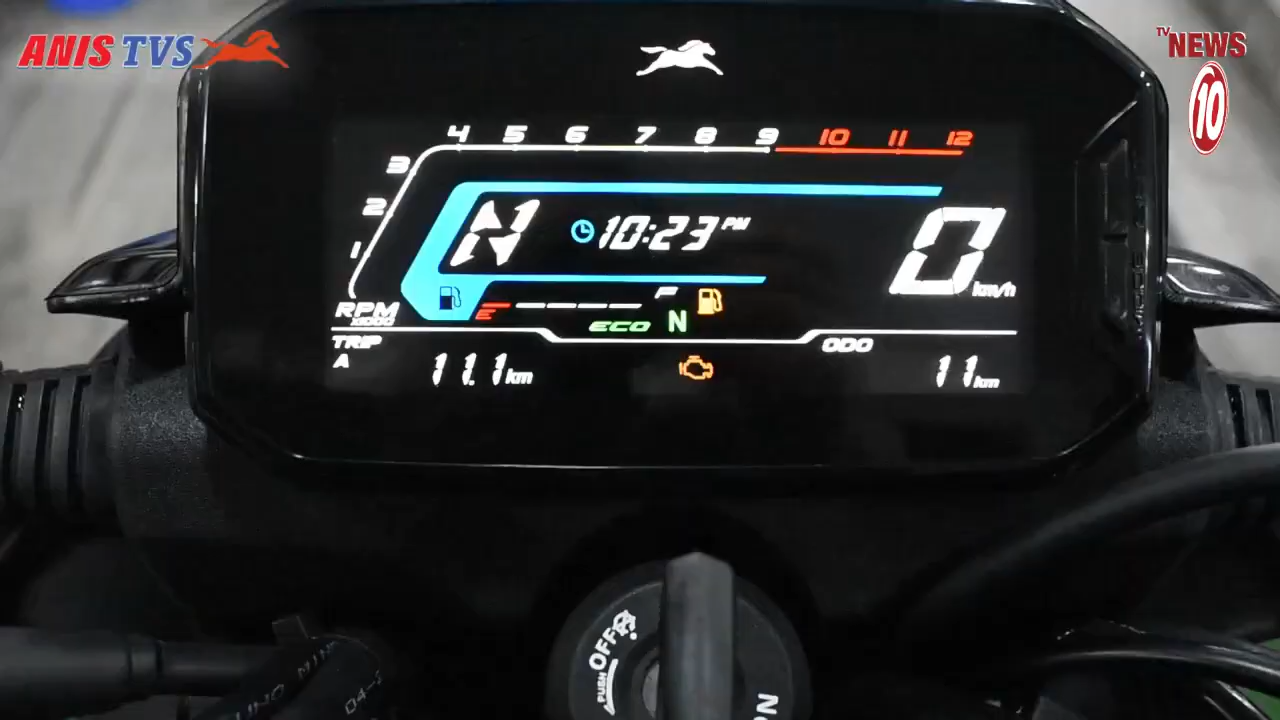 ANIS TVS
TV NEWS
10
4 5 6 7 8 9 10 11 12
3
2
1
N 10:23 PM
0 km/h
RPM
x1000
E F
ECO N
TRIP
A
11.1 km
ODO
11 km
OFF
PUSH